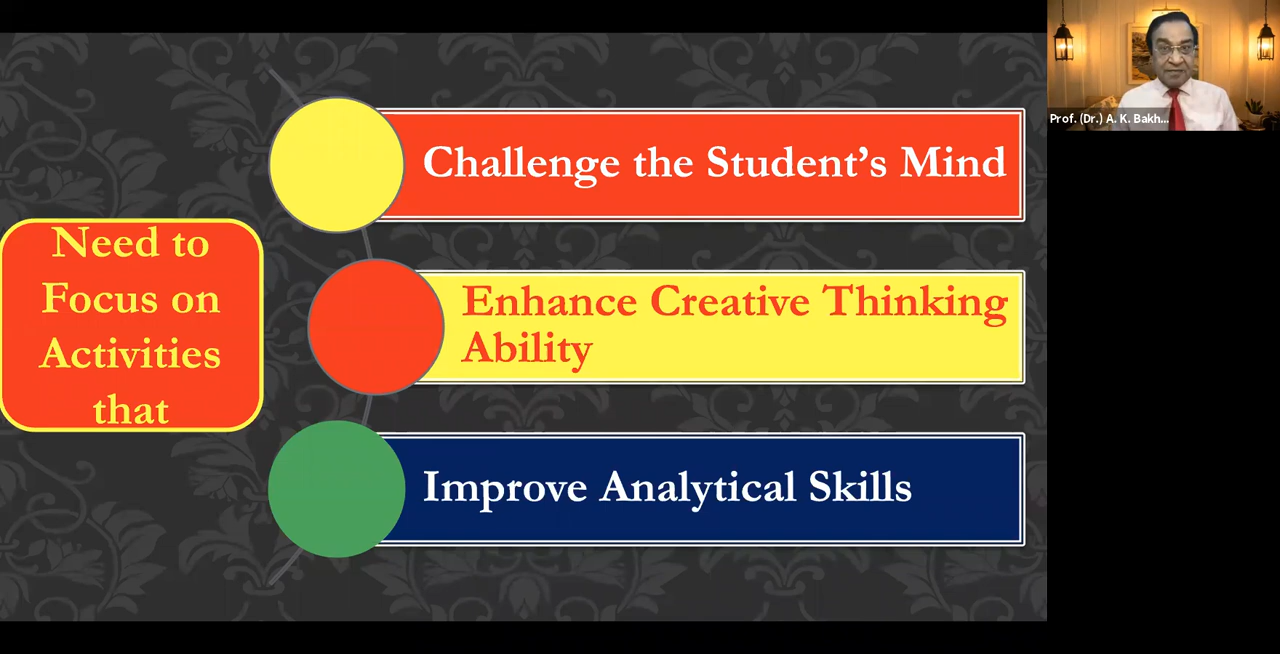 Need to
Focus on
Activities
that
Challenge the Student’s Mind
Enhance Creative Thinking
Ability
Improve Analytical Skills
Prof. (Dr.) A. K. Bakh...